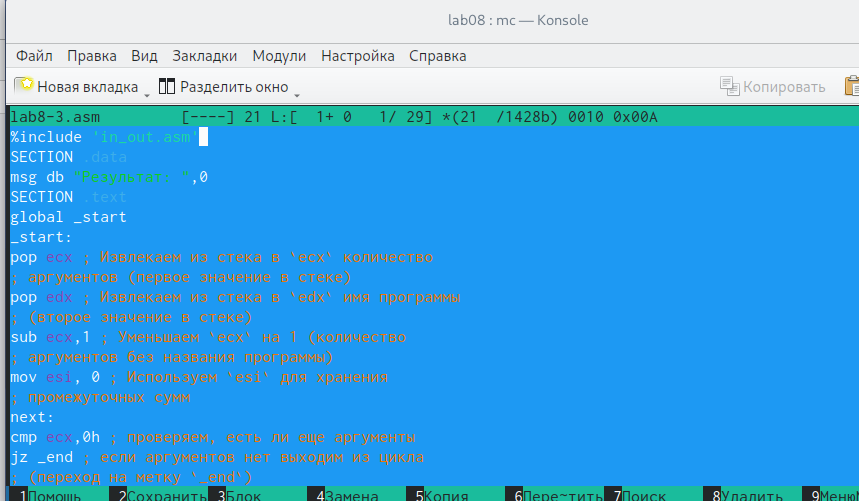 lab08 : mc — Konsole
Файл Правка Вид Закладки Модули Настройка Справка
Новая вкладка Разделить окно Копировать
lab8-3.asm [----] 21 L:[ 1+ 0 1/ 29] *(21 /1428b) 0010 0x00A
%include 'in_out.asm'
SECTION .data
msg db "Результат: ",0
SECTION .text
global _start
_start:
pop ecx ; Извлекаем из стека в `ecx` количество
; аргументов (первое значение в стеке)
pop edx ; Извлекаем из стека в `edx` имя программы
; (второе значение в стеке)
sub ecx,1 ; Уменьшаем `ecx` на 1 (количество
; аргументов без названия программы)
mov esi, 0 ; Используем `esi` для хранения
; промежуточных сумм
next:
cmp ecx,0h ; проверяем, есть ли еще аргументы
jz _end ; если аргументов нет выходим из цикла
; (переход на метку `_end`)
1Помощь 2Сохранить 3Блок 4Замена 5Копия 6Пере~тить 7Поиск 8Удалить 9МенюM